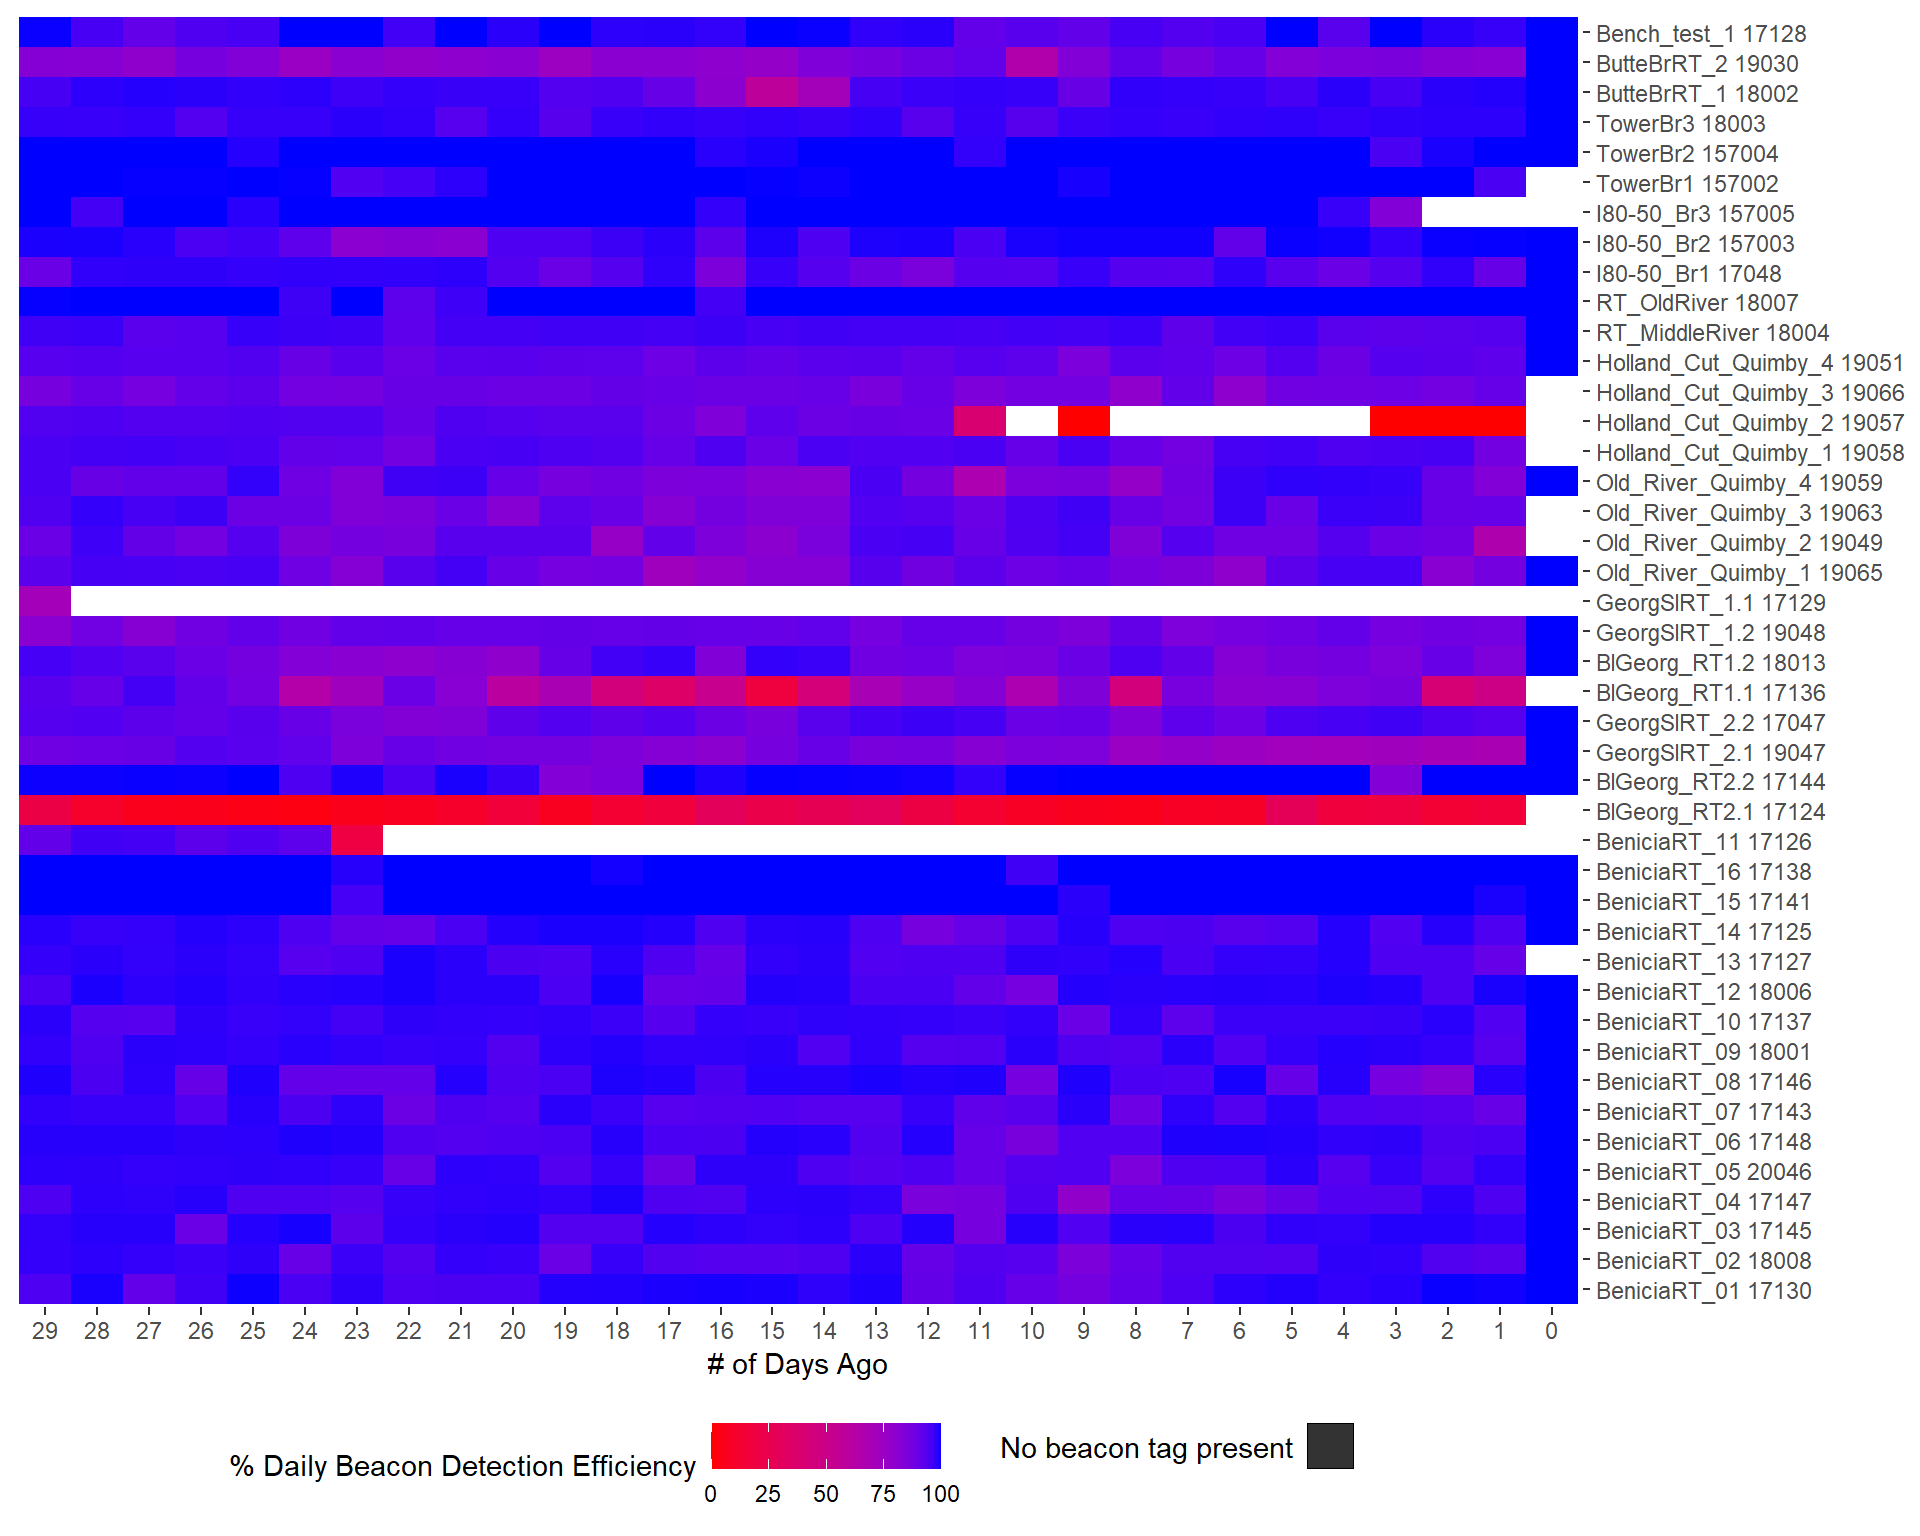 Bench_test_1 17128
ButteBrRT_2 19030
ButteBrRT_1 18002
TowerBr3 18003
TowerBr2 157004
TowerBr1 157002
I80-50_Br3 157005
I80-50_Br2 157003
I80-50_Br1 17048
RT_OldRiver 18007
RT_MiddleRiver 18004
Holland_Cut_Quimby_4 19051
Holland_Cut_Quimby_3 19066
Holland_Cut_Quimby_2 19057
Holland_Cut_Quimby_1 19058
Old_River_Quimby_4 19059
Old_River_Quimby_3 19063
Old_River_Quimby_2 19049
Old_River_Quimby_1 19065
GeorgSlRT_1.1 17129
GeorgSlRT_1.2 19048
BlGeorg_RT1.2 18013
BlGeorg_RT1.1 17136
GeorgSlRT_2.2 17047
GeorgSlRT_2.1 19047
BlGeorg_RT2.2 17144
BlGeorg_RT2.1 17124
BeniciaRT_11 17126
BeniciaRT_16 17138
BeniciaRT_15 17141
BeniciaRT_14 17125
BeniciaRT_13 17127
BeniciaRT_12 18006
BeniciaRT_10 17137
BeniciaRT_09 18001
BeniciaRT_08 17146
BeniciaRT_07 17143
BeniciaRT_06 17148
BeniciaRT_05 20046
BeniciaRT_04 17147
BeniciaRT_03 17145
BeniciaRT_02 18008
BeniciaRT_01 17130
29 28 27 26 25 24 23 22 21 20 19 18 17 16 15 14 13 12 11 10 9 8 7 6 5 4 3 2 1 0
# of Days Ago
% Daily Beacon Detection Efficiency
0 25 50 75 100
No beacon tag present